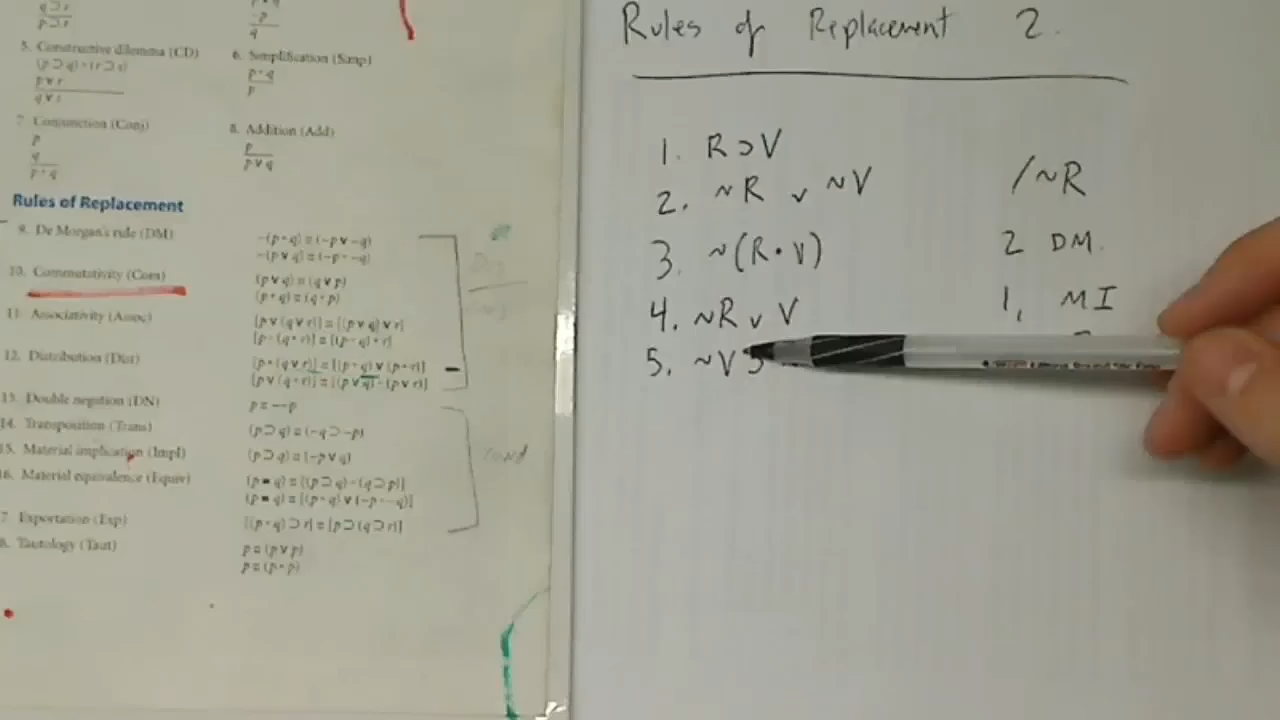 q ⊃ r
p ⊃ r
~p
q
5. Constructive dilemma (CD)
p ∨ r
6. Simplification (Simp)
p · q
p
7. Conjunction (Conj)
p
q
p · q
8. Addition (Add)
p
p ∨ q
Rules of Replacement
9. De Morgan's rule (DM)
~(p · q) ≡ (~p ∨ ~q)
~(p ∨ q) ≡ (~p · ~q)
10. Commutativity (Com)
(p ∨ q) ≡ (q ∨ p)
(p · q) ≡ (q · p)
11. Associativity (Assoc)
[p ∨ (q ∨ r)] ≡ [(p ∨ q) ∨ r]
[p · (q · r)] ≡ [(p · q) · r]
12. Distribution (Dist)
[p · (q ∨ r)] ≡ [(p · q) ∨ (p · r)]
[p ∨ (q · r)] ≡ [(p ∨ q) · (p ∨ r)]
13. Double negation (DN)
p ≡ ~~p
14. Transposition (Trans)
(p ⊃ q) ≡ (~q ⊃ ~p)
15. Material implication (Impl)
(p ⊃ q) ≡ (~p ∨ q)
16. Material equivalence (Equiv)
(p ≡ q) ≡ [(p ⊃ q) · (q ⊃ p)]
(p ≡ q) ≡ [(p · q) ∨ (~p · ~q)]
7. Exportation (Exp)
[(p · q) ⊃ r] ≡ [p ⊃ (q ⊃ r)]
8. Tautology (Taut)
p ≡ (p ∨ p)
p ≡ (p · p)
Rules of Replacement 2.
1. R ⊃ V
2. ~R ∨ ~V /~R
3. ~(R · V) 2 DM.
4. ~R ∨ V 1, MI
5. ~V ⊃